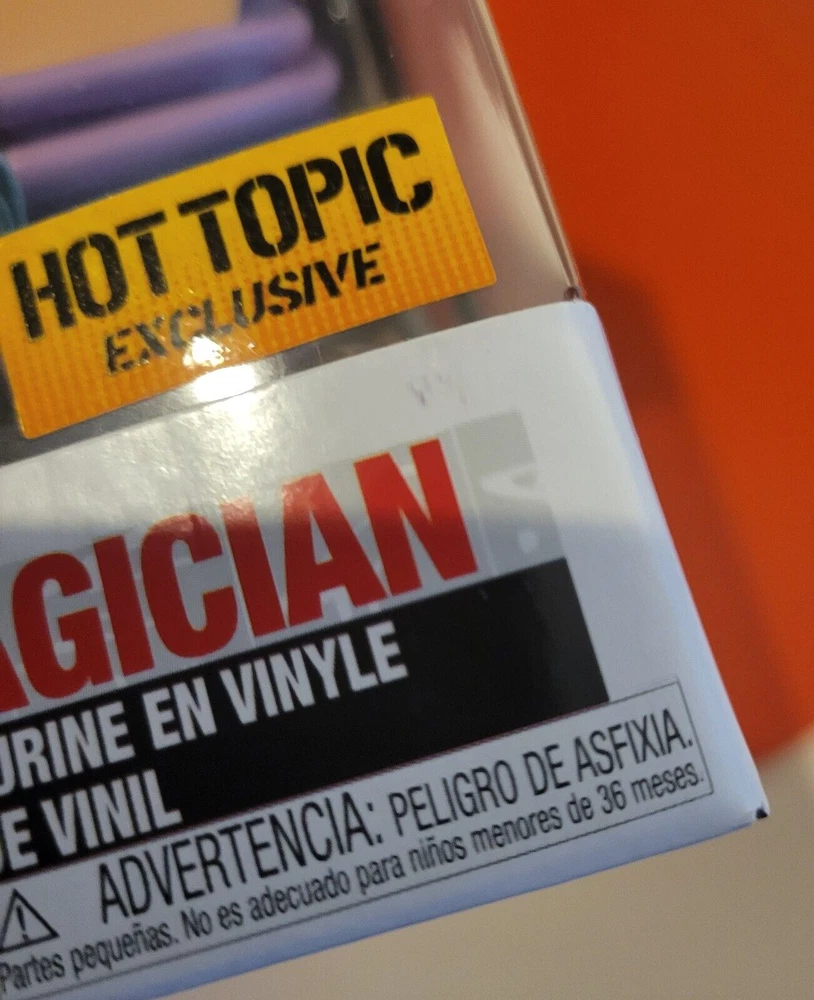 HOT TOPIC
EXCLUSIVE
AGICIAN
URINE EN VINYLE
DE VINIL
ADVERTENCIA: PELIGRO DE ASFIXIA.
Partes pequeñas. No es adecuado para niños menores de 36 meses.